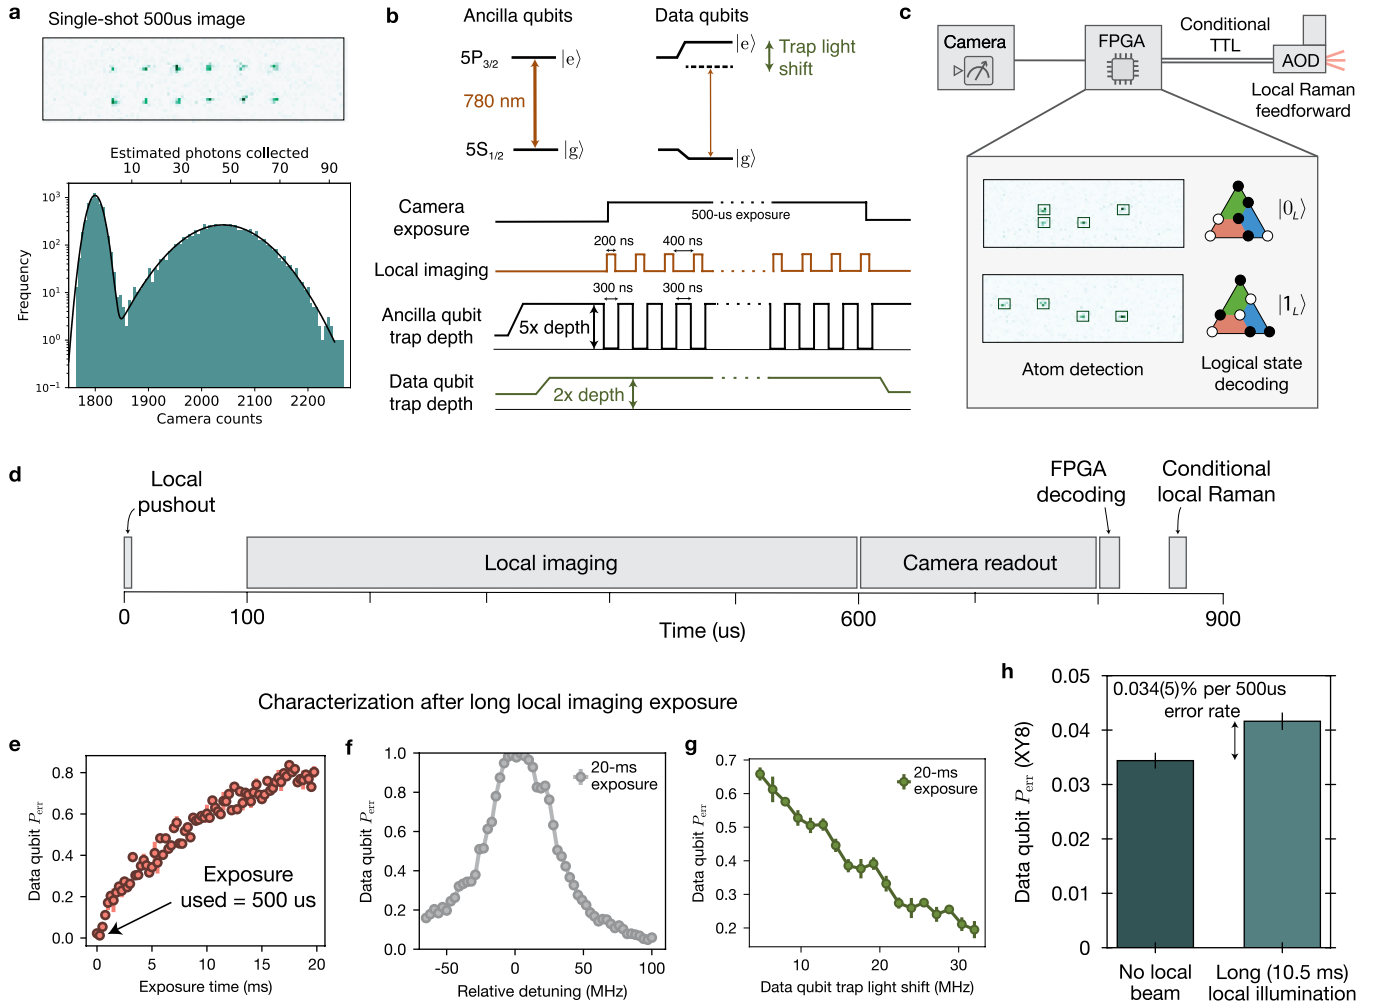 a
Single-shot 500us image
Estimated photons collected
10 30 50 70 90
10³
10²
10¹
10⁰
10⁻¹
Frequency
1800 1900 2000 2100 2200
Camera counts
b
Ancilla qubits
Data qubits
5P3/2
|e⟩
780 nm
5S1/2
|g⟩
|e⟩
Trap light
shift
|g⟩
Camera
exposure
500-us exposure
200 ns
400 ns
Local imaging
300 ns
300 ns
Ancilla qubit
trap depth
5x depth
Data qubit
trap depth
2x depth
c
Camera
FPGA
Conditional
TTL
AOD
Local Raman
feedforward
|0L⟩
|1L⟩
Atom detection
Logical state
decoding
d
Local
pushout
FPGA
decoding
Conditional
local Raman
Local imaging
Camera readout
0 100 600 900
Time (us)
Characterization after long local imaging exposure
e
0.8
0.6
0.4
0.2
0.0
Data qubit Perr
Exposure
used = 500 us
0 5 10 15 20
Exposure time (ms)
f
1.0
0.8
0.6
0.4
0.2
0.0
Data qubit Perr
20-ms
exposure
-50 0 50 100
Relative detuning (MHz)
g
0.7
0.6
0.5
0.4
0.3
0.2
Data qubit Perr
20-ms
exposure
10 20 30
Data qubit trap light shift (MHz)
h
0.05
0.04
0.03
0.02
0.01
0
Data qubit Perr (XY8)
0.034(5)% per 500us
error rate
No local
beam
Long (10.5 ms)
local illumination